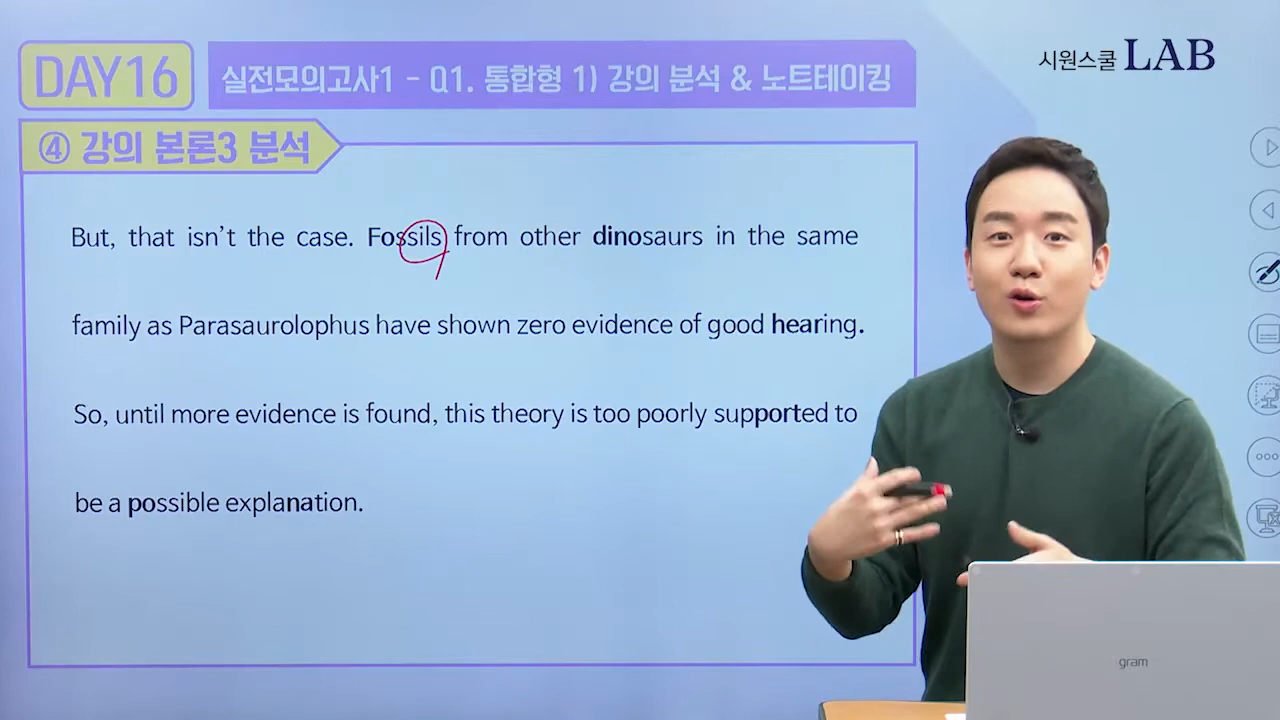 시원스쿨 LAB
DAY16
실전모의고사1 - Q1. 통합형 1) 강의 분석 & 노트테이킹
④ 강의 본론3 분석
But, that isn't the case. Fossils from other dinosaurs in the same
family as Parasaurolophus have shown zero evidence of good hearing.
So, until more evidence is found, this theory is too poorly supported to
be a possible explanation.
gram